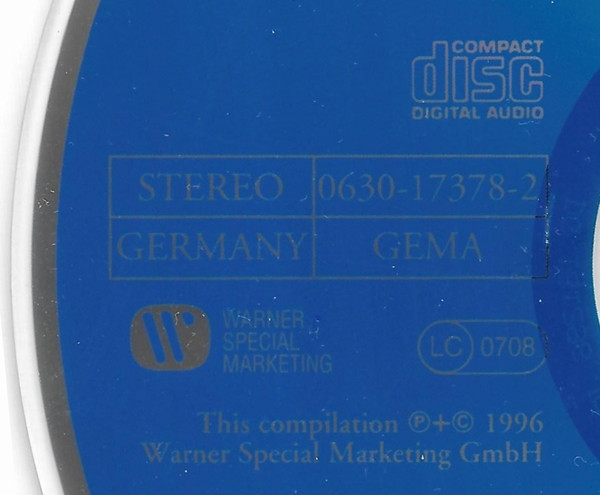 COMPACT
disc
DIGITAL AUDIO
STEREO 0630-17378-2
GERMANY GEMA
WARNER
SPECIAL
MARKETING
LC 0708
This compilation ℗+© 1996
Warner Special Marketing GmbH